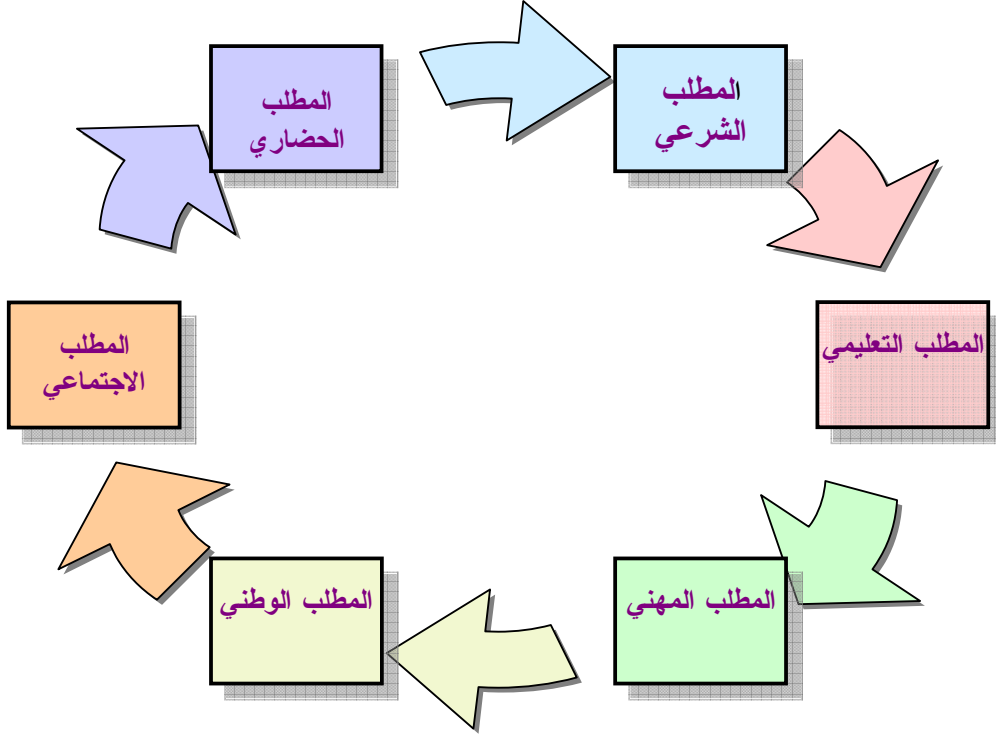 المطلب
الشرعي
المطلب التعليمي
المطلب المهني
المطلب الوطني
المطلب
الاجتماعي
المطلب
الحضاري